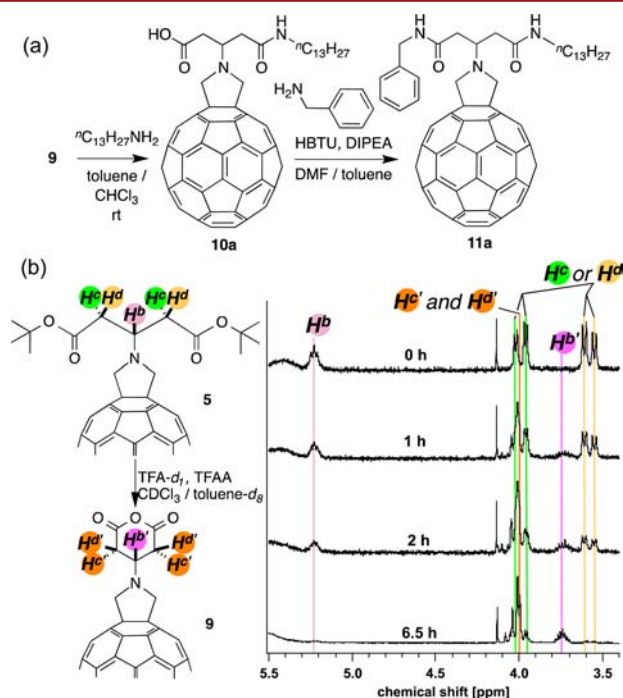 (a)
HO
O
N
O
H
N
ⁿC₁₃H₂₇
10a
9
ⁿC₁₃H₂₇NH₂
toluene /
CHCl₃
rt
H₂N
HBTU, DIPEA
DMF / toluene
H
N
O
N
O
H
N
ⁿC₁₃H₂₇
11a
(b)
Hᶜ Hᵈ Hᵇ Hᶜ Hᵈ
O
O
N
O
O
5
TFA-d₁, TFAA
CDCl₃ / toluene-d₈
O O O
Hᵈ' Hᵇ' Hᵈ'
Hᶜ' Hᶜ'
N
9
Hᵇ
Hᶜ' and Hᵈ'
Hᶜ or Hᵈ
Hᵇ'
0 h
1 h
2 h
6.5 h
5.5 5.0 4.5 4.0 3.5
chemical shift [ppm]